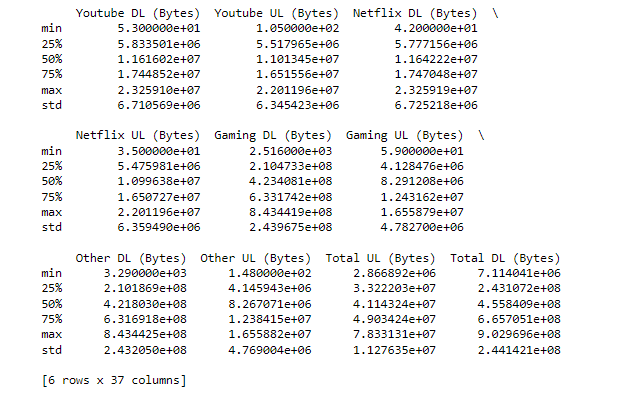 Youtube DL (Bytes) Youtube UL (Bytes) Netflix DL (Bytes) \
min 5.300000e+01 1.050000e+02 4.200000e+01
25% 5.833501e+06 5.517965e+06 5.777156e+06
50% 1.161602e+07 1.101345e+07 1.164222e+07
75% 1.744852e+07 1.651556e+07 1.747048e+07
max 2.325910e+07 2.201196e+07 2.325919e+07
std 6.710569e+06 6.345423e+06 6.725218e+06
Netflix UL (Bytes) Gaming DL (Bytes) Gaming UL (Bytes) \
min 3.500000e+01 2.516000e+03 5.900000e+01
25% 5.475981e+06 2.104733e+08 4.128476e+06
50% 1.099638e+07 4.234081e+08 8.291208e+06
75% 1.650727e+07 6.331742e+08 1.243162e+07
max 2.201196e+07 8.434419e+08 1.655879e+07
std 6.359490e+06 2.439675e+08 4.782700e+06
Other DL (Bytes) Other UL (Bytes) Total UL (Bytes) Total DL (Bytes)
min 3.290000e+03 1.480000e+02 2.866892e+06 7.114041e+06
25% 2.101869e+08 4.145943e+06 3.322203e+07 2.431072e+08
50% 4.218030e+08 8.267071e+06 4.114324e+07 4.558409e+08
75% 6.316918e+08 1.238415e+07 4.903424e+07 6.657051e+08
max 8.434425e+08 1.655882e+07 7.833131e+07 9.029696e+08
std 2.432050e+08 4.769004e+06 1.127635e+07 2.441421e+08
[6 rows x 37 columns]